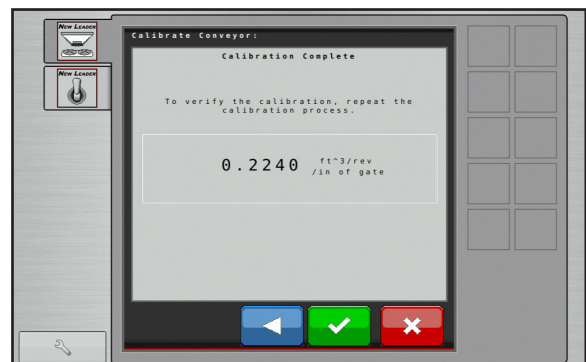 New Leader
New Leader
Calibrate Conveyor:
Calibration Complete
To verify the calibration, repeat the
calibration process.
0.2240 ft^3/rev
/in of gate